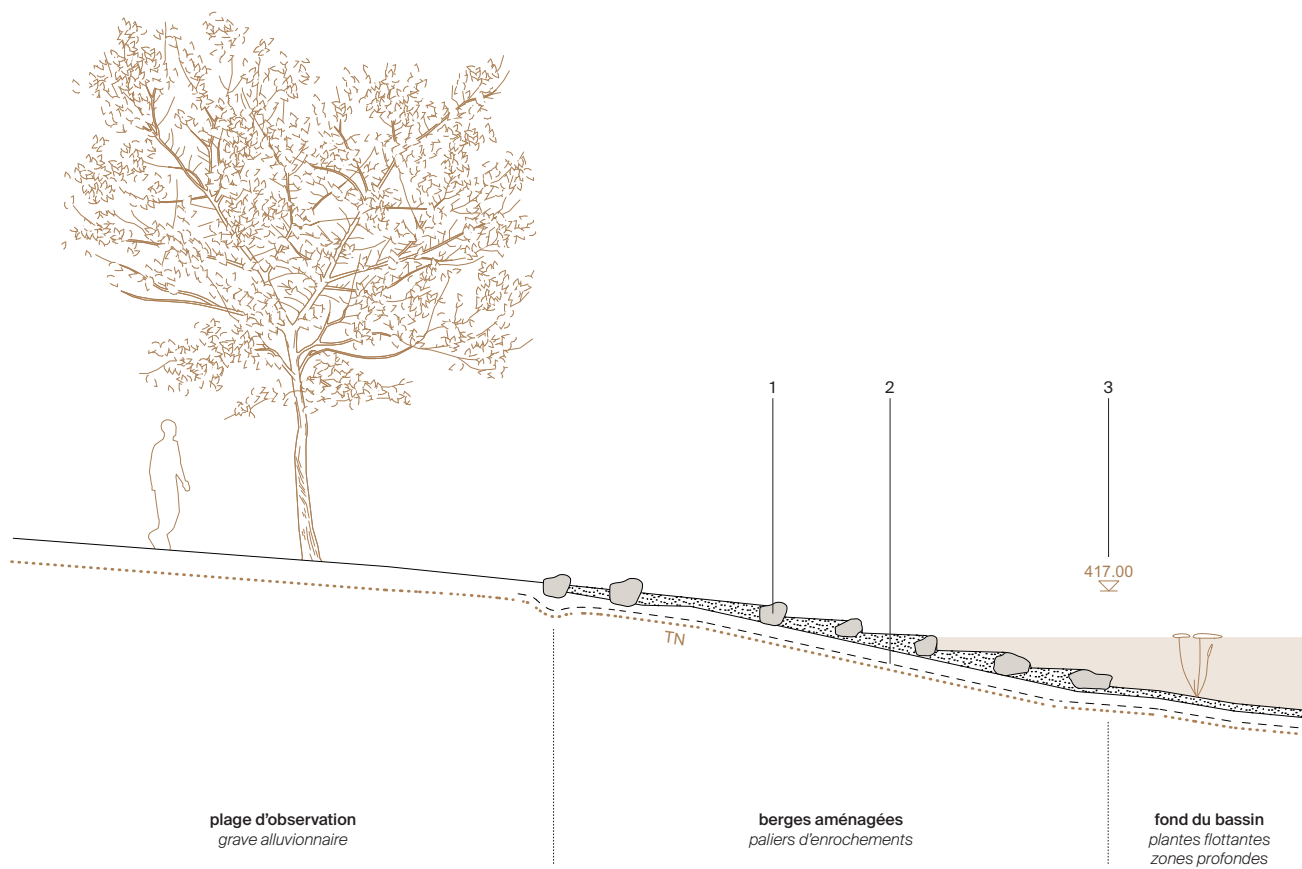 1
2
3
417.00
TN
plage d'observation
grave alluvionnaire
berges aménagées
paliers d'enrochements
fond du bassin
plantes flottantes
zones profondes